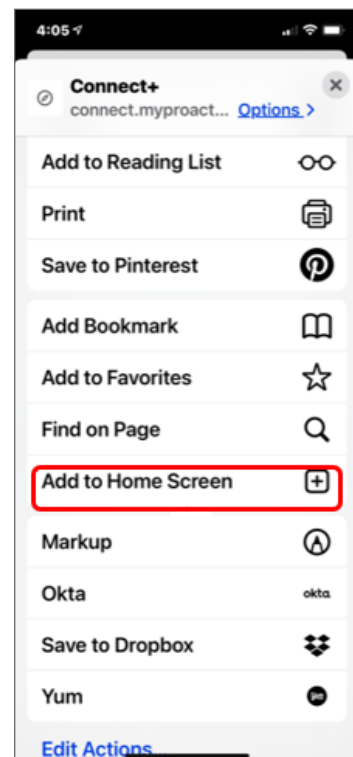 4:05
Connect+
connect.myproact... Options >
Add to Reading List
Print
Save to Pinterest
Add Bookmark
Add to Favorites
Find on Page
Add to Home Screen
Markup
Okta okta
Save to Dropbox
Yum
Edit Actions...